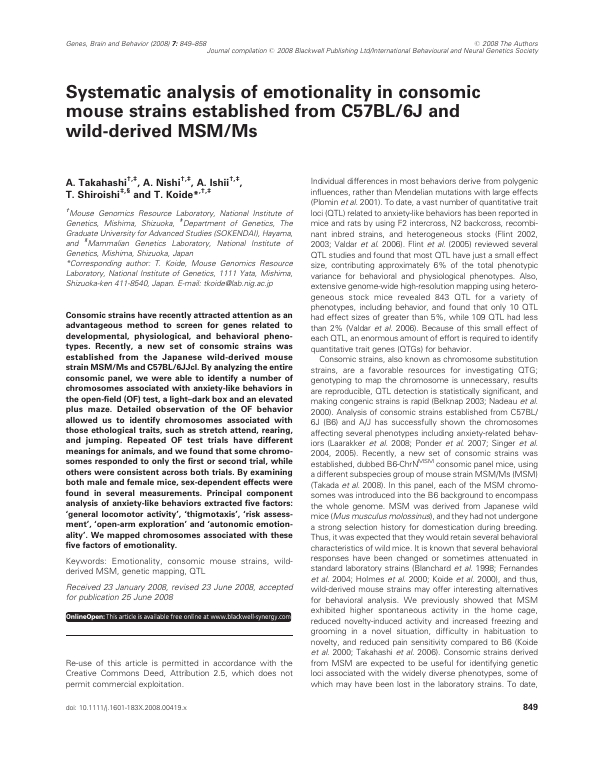 Genes, Brain and Behavior (2008) 7: 849–858
© 2008 The Authors
Journal compilation © 2008 Blackwell Publishing Ltd/International Behavioural and Neural Genetics Society
Systematic analysis of emotionality in consomic
mouse strains established from C57BL/6J and
wild-derived MSM/Ms
A. Takahashi†,‡, A. Nishi†,‡, A. Ishii†,‡,
T. Shiroishi‡,§ and T. Koide*,†,‡
†Mouse Genomics Resource Laboratory, National Institute of
Genetics, Mishima, Shizuoka, ‡Department of Genetics, The
Graduate University for Advanced Studies (SOKENDAI), Hayama,
and §Mammalian Genetics Laboratory, National Institute of
Genetics, Mishima, Shizuoka, Japan
*Corresponding author: T. Koide, Mouse Genomics Resource
Laboratory, National Institute of Genetics, 1111 Yata, Mishima,
Shizuoka-ken 411-8540, Japan. E-mail: tkoide@lab.nig.ac.jp
Consomic strains have recently attracted attention as an
advantageous method to screen for genes related to
developmental, physiological, and behavioral pheno-
types. Recently, a new set of consomic strains was
established from the Japanese wild-derived mouse
strain MSM/Ms and C57BL/6JJcl. By analyzing the entire
consomic panel, we were able to identify a number of
chromosomes associated with anxiety-like behaviors in
the open-field (OF) test, a light–dark box and an elevated
plus maze. Detailed observation of the OF behavior
allowed us to identify chromosomes associated with
those ethological traits, such as stretch attend, rearing,
and jumping. Repeated OF test trials have different
meanings for animals, and we found that some chromo-
somes responded to only the first or second trial, while
others were consistent across both trials. By examining
both male and female mice, sex-dependent effects were
found in several measurements. Principal component
analysis of anxiety-like behaviors extracted five factors:
‘general locomotor activity’, ‘thigmotaxis’, ‘risk assess-
ment’, ‘open-arm exploration’ and ‘autonomic emotion-
ality’. We mapped chromosomes associated with these
five factors of emotionality.
Keywords: Emotionality, consomic mouse strains, wild-
derived MSM, genetic mapping, QTL
Received 23 January 2008, revised 23 June 2008, accepted
for publication 25 June 2008
OnlineOpen: This article is available free online at www.blackwell-synergy.com
Re-use of this article is permitted in accordance with the
Creative Commons Deed, Attribution 2.5, which does not
permit commercial exploitation.
Individual differences in most behaviors derive from polygenic
influences, rather than Mendelian mutations with large effects
(Plomin et al. 2001). To date, a vast number of quantitative trait
loci (QTL) related to anxiety-like behaviors has been reported in
mice and rats by using F2 intercross, N2 backcross, recombi-
nant inbred strains, and heterogeneous stocks (Flint 2002,
2003; Valdar et al. 2006). Flint et al. (2005) reviewed several
QTL studies and found that most QTL have just a small effect
size, contributing approximately 6% of the total phenotypic
variance for behavioral and physiological phenotypes. Also,
extensive genome-wide high-resolution mapping using hetero-
geneous stock mice revealed 843 QTL for a variety of
phenotypes, including behavior, and found that only 10 QTL
had effect sizes of greater than 5%, while 109 QTL had less
than 2% (Valdar et al. 2006). Because of this small effect of
each QTL, an enormous amount of effort is required to identify
quantitative trait genes (QTGs) for behavior.
Consomic strains, also known as chromosome substitution
strains, are a favorable resources for investigating QTG;
genotyping to map the chromosome is unnecessary, results
are reproducible, QTL detection is statistically significant, and
making congenic strains is rapid (Belknap 2003; Nadeau et al.
2000). Analysis of consomic strains established from C57BL/
6J (B6) and A/J has successfully shown the chromosomes
affecting several phenotypes including anxiety-related behav-
iors (Laarakker et al. 2008; Ponder et al. 2007; Singer et al.
2004, 2005). Recently, a new set of consomic strains was
established, dubbed B6-ChrNMSM consomic panel mice, using
a different subspecies group of mouse strain MSM/Ms (MSM)
(Takada et al. 2008). In this panel, each of the MSM chromo-
somes was introduced into the B6 background to encompass
the whole genome. MSM was derived from Japanese wild
mice (Mus musculus molossinus), and they had not undergone
a strong selection history for domestication during breeding.
Thus, it was expected that they would retain several behavioral
characteristics of wild mice. It is known that several behavioral
responses have been changed or sometimes attenuated in
standard laboratory strains (Blanchard et al. 1998; Fernandes
et al. 2004; Holmes et al. 2000; Koide et al. 2000), and thus,
wild-derived mouse strains may offer interesting alternatives
for behavioral analysis. We previously showed that MSM
exhibited higher spontaneous activity in the home cage,
reduced novelty-induced activity and increased freezing and
grooming in a novel situation, difficulty in habituation to
novelty, and reduced pain sensitivity compared to B6 (Koide
et al. 2000; Takahashi et al. 2006). Consomic strains derived
from MSM are expected to be useful for identifying genetic
loci associated with the widely diverse phenotypes, some of
which may have been lost in the laboratory strains. To date,
doi: 10.1111/j.1601-183X.2008.00419.x
849